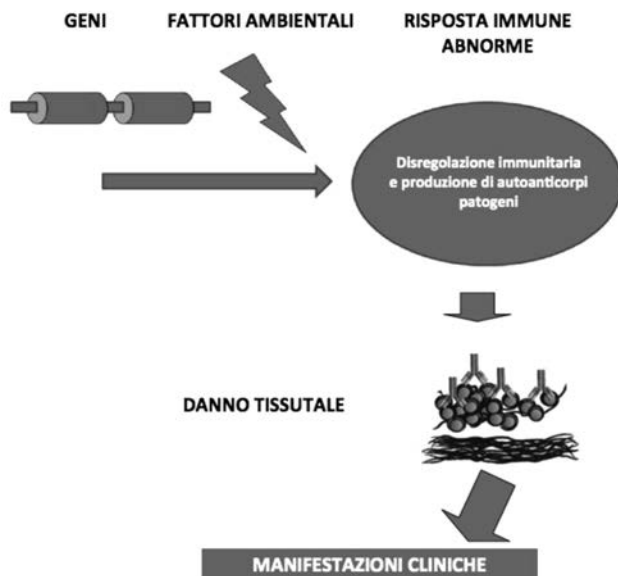 GENI
FATTORI AMBIENTALI
RISPOSTA IMMUNE
ABNORME
Disregolazione immunitaria
e produzione di autoanticorpi
patogeni
DANNO TISSUTALE
MANIFESTAZIONI CLINICHE